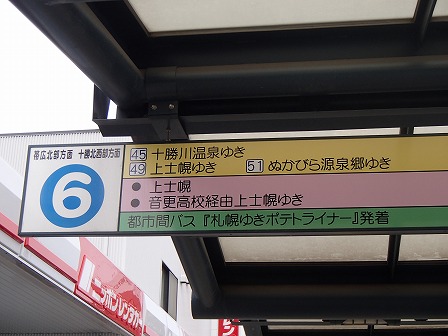 帯広北部方面 十勝北西部方面
6
45 十勝川温泉ゆき
49 上士幌ゆき 51 ぬかびら源泉郷ゆき
● 上士幌
● 音更高校経由上士幌ゆき
都市間バス『札幌ゆきポテトライナー』発着
ニッポンレンタカー